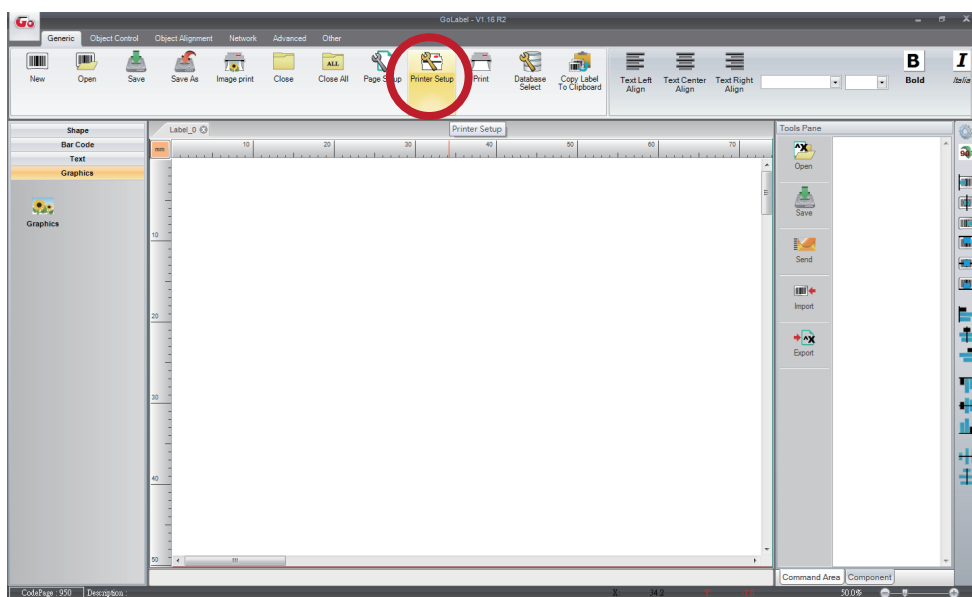 GoLabel - V1.16 R2
Go
Generic Object Control Object Alignment Network Advanced Other
New Open Save Save As Image print Close Close All Page Setup Printer Setup Print Database Select Copy Label To Clipboard Text Left Align Text Center Align Text Right Align B Bold I Italic
ALL
Shape
Bar Code
Text
Graphics
Graphics
Label_0
Printer Setup
mm 10 20 30 40 50 60 70
10
20
30
40
50
Tools Pane
Open
Save
Send
Import
Export
Command Area Component
CodePage : 950 Description : X: 34.2 50.0%